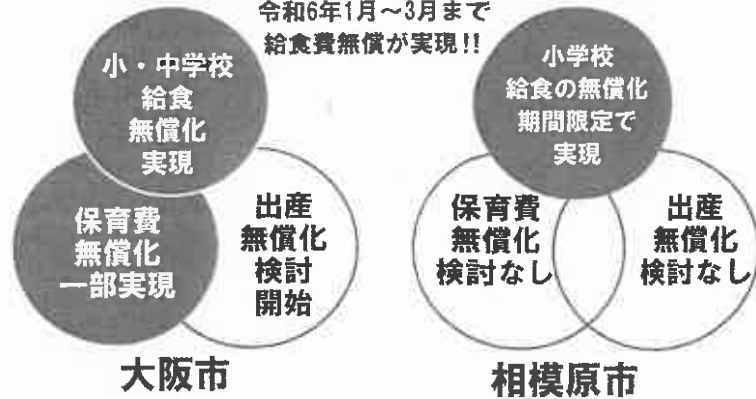 令和6年1月～3月まで
給食費無償が実現!!
小・中学校
給食
無償化
実現
保育費
無償化
一部実現
出産
無償化
検討
開始
大阪市
小学校
給食の無償化
期間限定で
実現
保育費
無償化
検討なし
出産
無償化
検討なし
相模原市